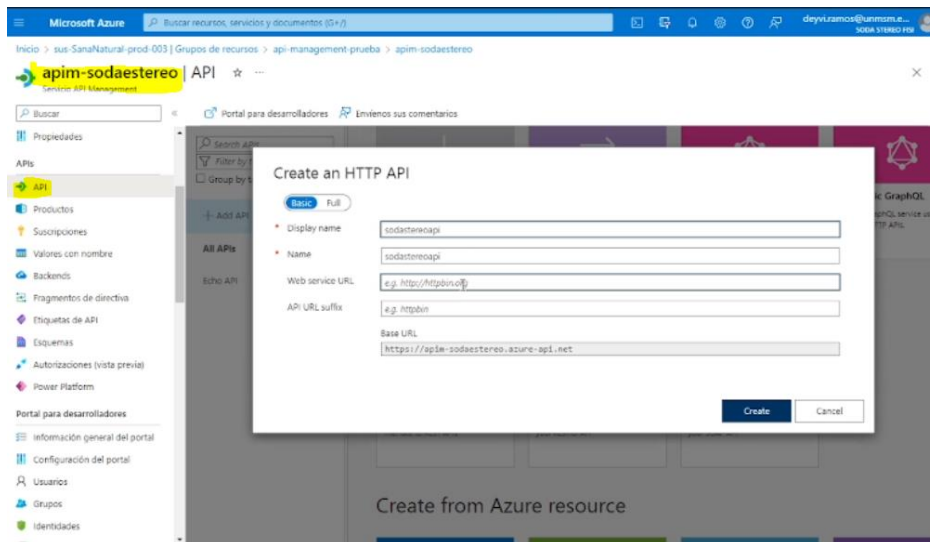 Microsoft Azure
Buscar recursos, servicios y documentos (G+/)
deyvi.ramos@unmsm.e...
SODA STEREO FISI
Inicio > sus-SanaNatural-prod-003 | Grupos de recursos > api-management-prueba > apim-sodaestereo
apim-sodaestereo | API
Servicio API Management
Buscar
Portal para desarrolladores
Envíenos sus comentarios
Propiedades
APIs
API
Productos
Suscripciones
Valores con nombre
Backends
Fragmentos de directiva
Etiquetas de API
Esquemas
Autorizaciones (vista previa)
Power Platform
Portal para desarrolladores
Información general del portal
Configuración del portal
Usuarios
Grupos
Identidades
Search APIs
Filter by t
Group by t
Add API
All APIs
Echo API
Create an HTTP API
Basic Full
* Display name
sodastereoapi
* Name
sodastereoapi
Web service URL
e.g. http://httpbin.org
API URL suffix
e.g. httpbin
Base URL
https://apim-sodaestereo.azure-api.net
Create
Cancel
ic GraphQL
Create from Azure resource